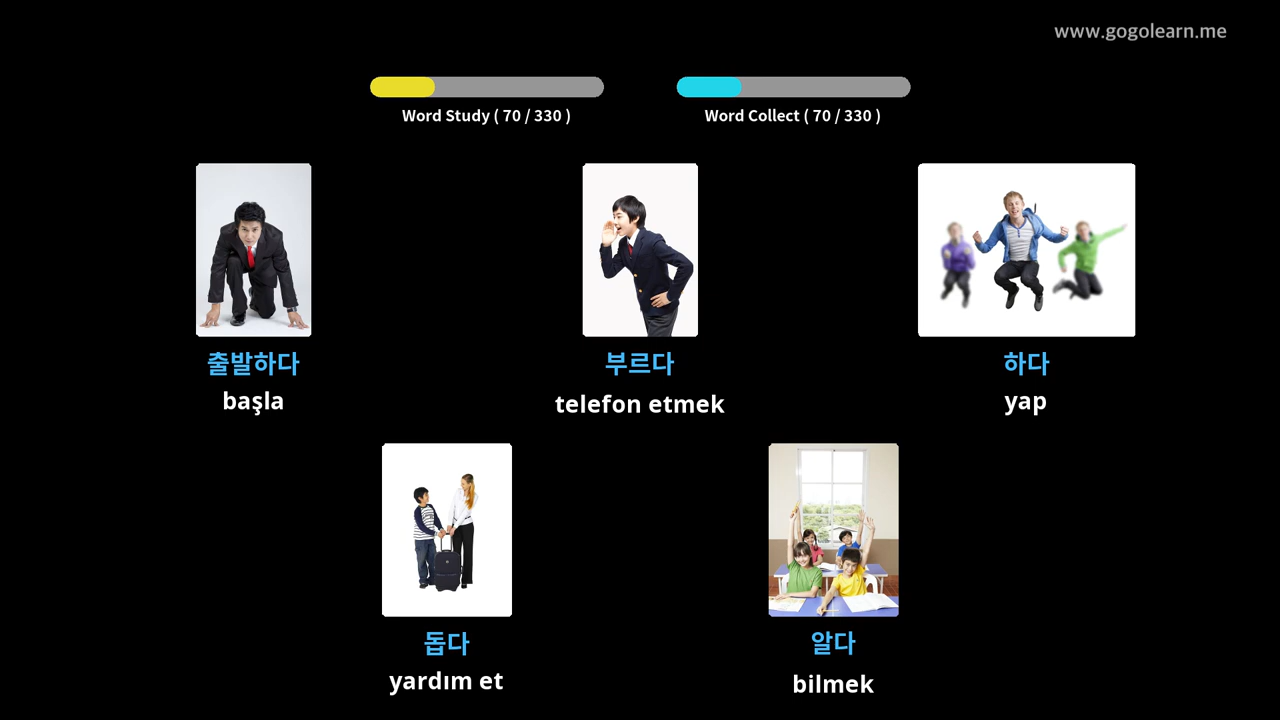 www.gogolearn.me
Word Study ( 70 / 330 )
Word Collect ( 70 / 330 )
출발하다
başla
부르다
telefon etmek
하다
yap
돕다
yardım et
알다
bilmek